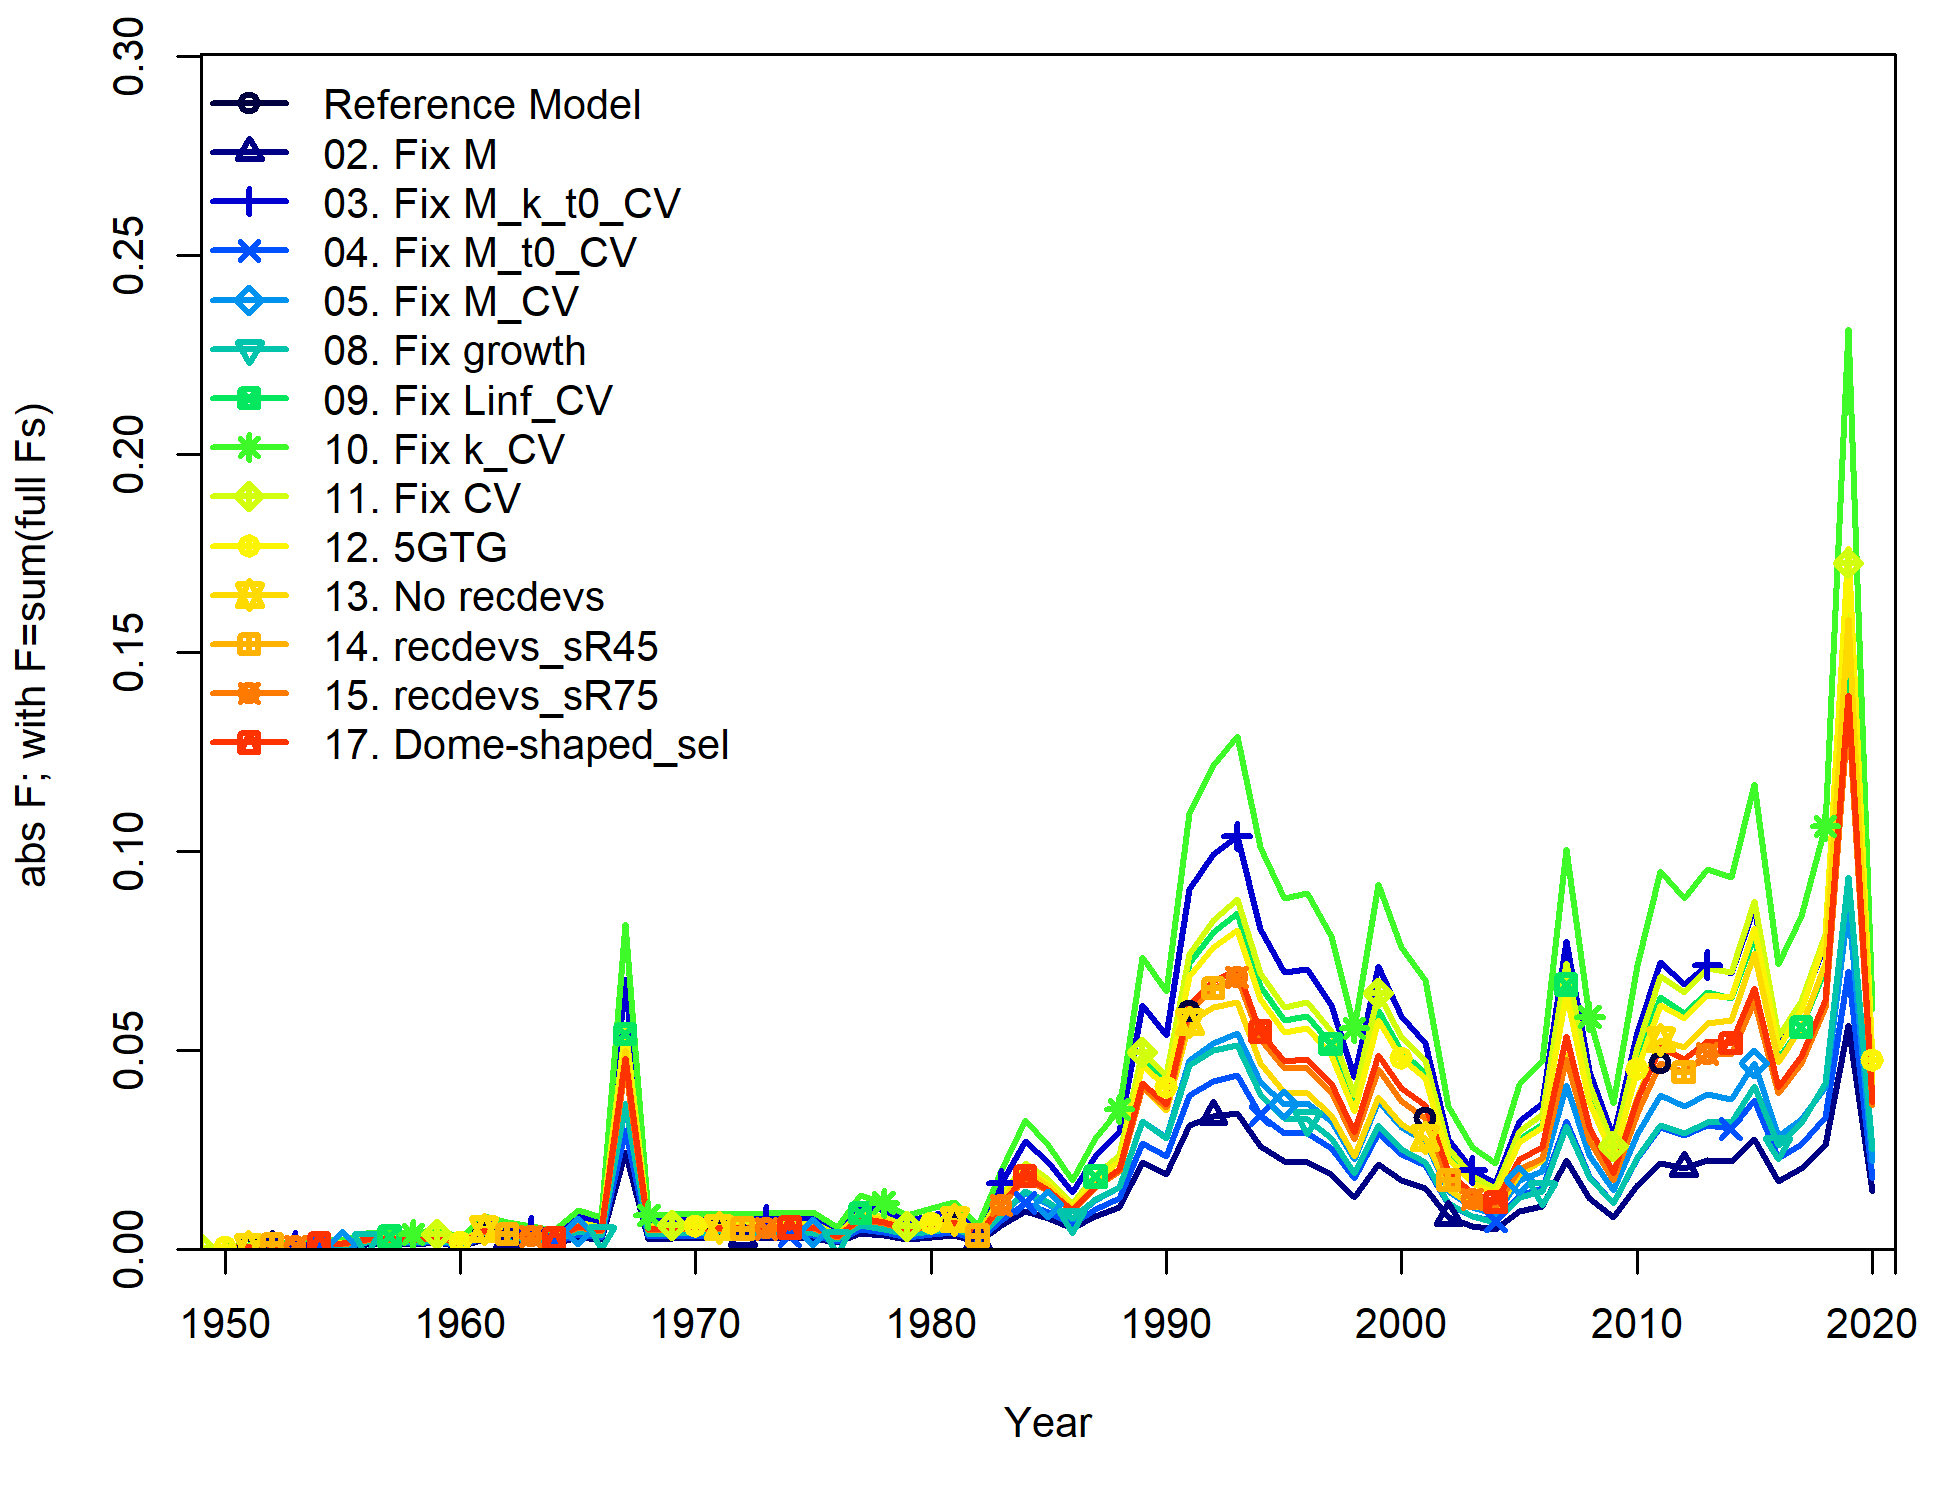 0.30
0.25
0.20
0.15
0.10
0.05
0.00
abs F; with F=sum(full Fs)
Reference Model
02. Fix M
03. Fix M_k_t0_CV
04. Fix M_t0_CV
05. Fix M_CV
08. Fix growth
09. Fix Linf_CV
10. Fix k_CV
11. Fix CV
12. 5GTG
13. No recdevs
14. recdevs_sR45
15. recdevs_sR75
17. Dome-shaped_sel
1950 1960 1970 1980 1990 2000 2010 2020
Year